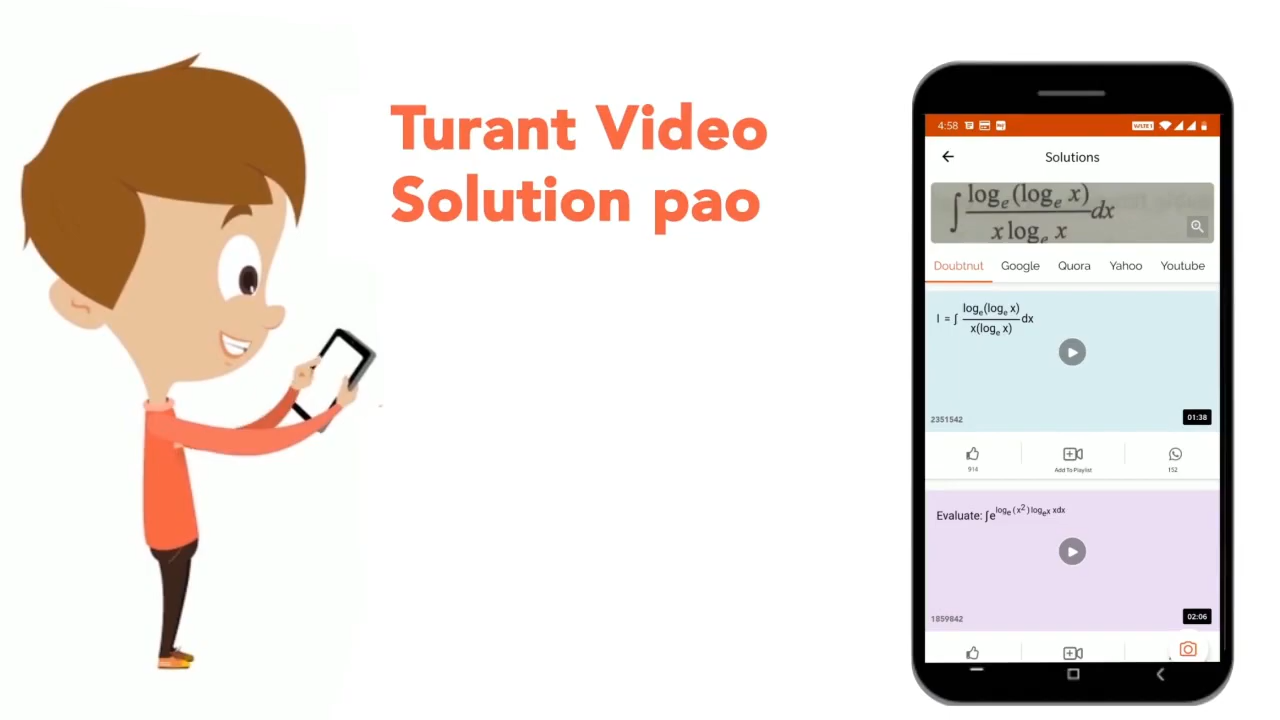 Turant Video
Solution pao
4:58
VoLTE1
Solutions
∫ logₑ(logₑ x) / x logₑ x dx
Doubtnut Google Quora Yahoo Youtube
I = ∫ logₑ(logₑ x) / x(logₑ x) dx
2351542 01:38
914 Add To Playlist 152
Evaluate: ∫e^logₑ(x²)logₑx xdx
1859842 02:06